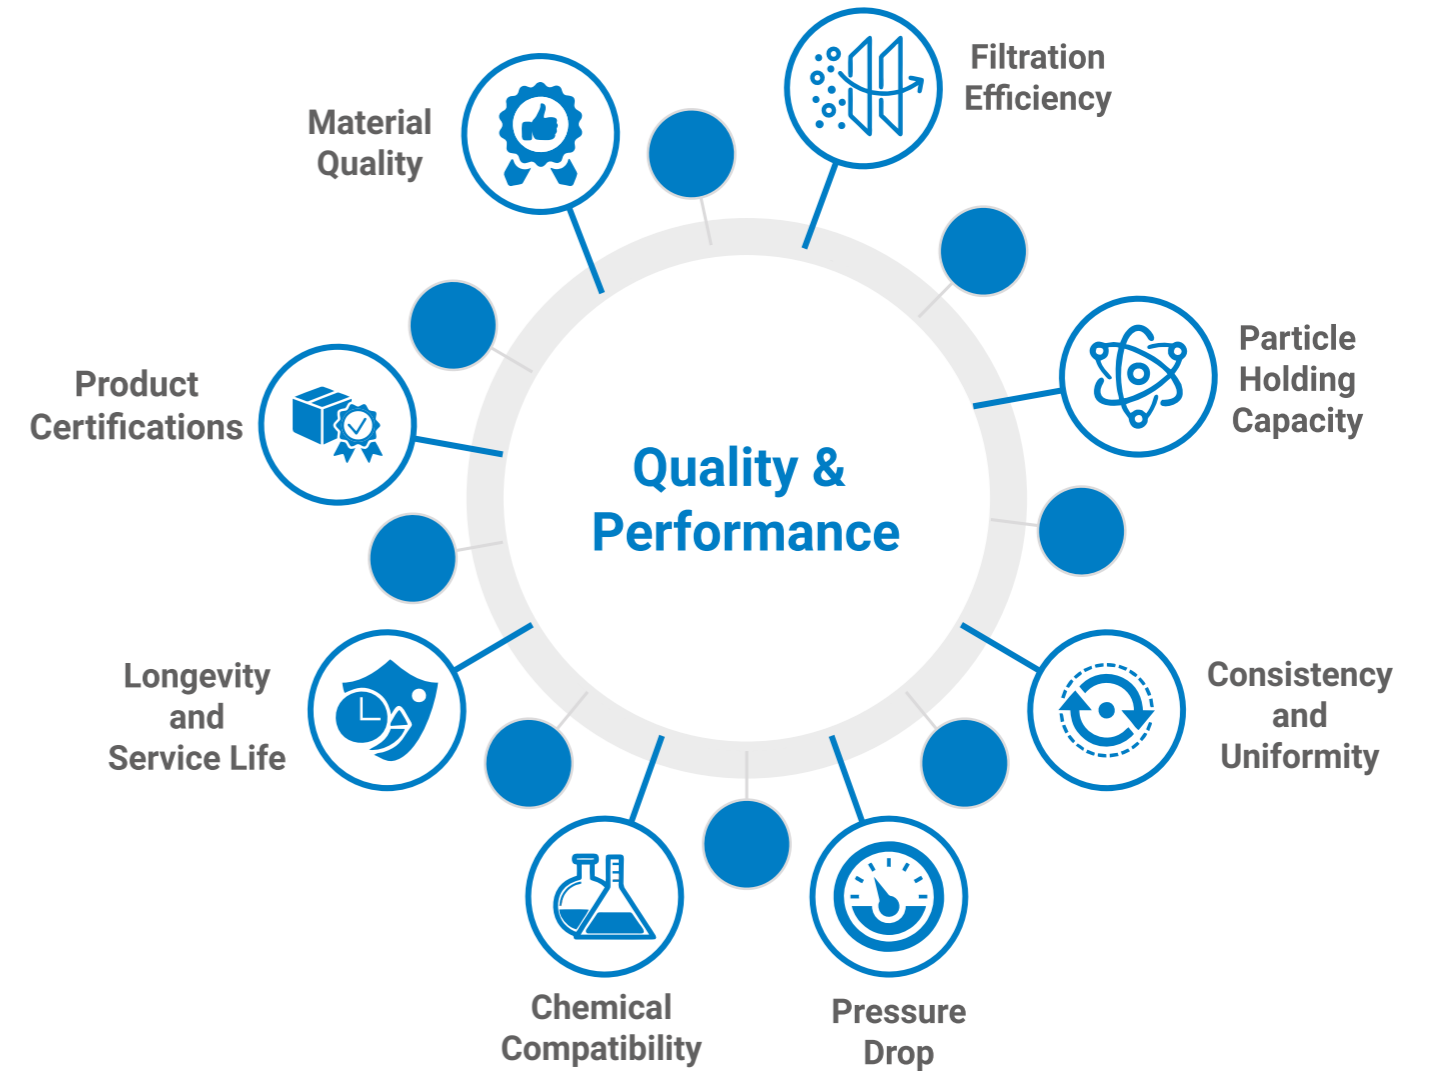 Quality &
Performance
Filtration
Efficiency
Particle
Holding
Capacity
Consistency
and
Uniformity
Pressure
Drop
Chemical
Compatibility
Longevity
and
Service Life
Product
Certifications
Material
Quality